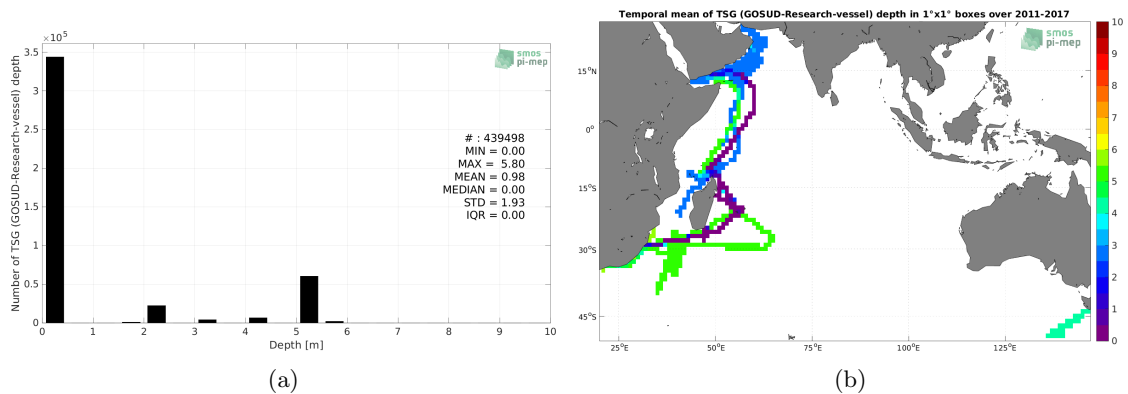 ×10^5
3.5
3
2.5
2
1.5
1
0.5
0
Number of TSG (GOSUD-Research-vessel) depth
smos
pi-mep
# : 439498
MIN = 0.00
MAX = 5.80
MEAN = 0.98
MEDIAN = 0.00
STD = 1.93
IQR = 0.00
0 1 2 3 4 5 6 7 8 9 10
Depth [m]
(a)
Temporal mean of TSG (GOSUD-Research-vessel) depth in 1°x1° boxes over 2011-2017
smos
pi-mep
15°N
0°
15°S
30°S
45°S
25°E 50°E 75°E 100°E 125°E
10
9
8
7
6
5
4
3
2
1
0
(b)